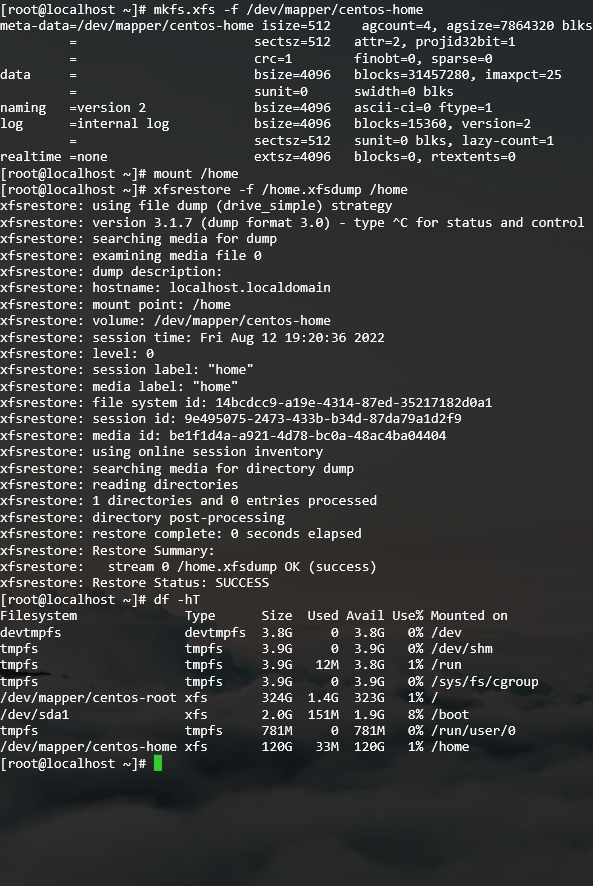 [root@localhost ~]# mkfs.xfs -f /dev/mapper/centos-home
meta-data=/dev/mapper/centos-home isize=512    agcount=4, agsize=7864320 blks
         =                       sectsz=512   attr=2, projid32bit=1
         =                       crc=1        finobt=0, sparse=0
data     =                       bsize=4096   blocks=31457280, imaxpct=25
         =                       sunit=0      swidth=0 blks
naming   =version 2              bsize=4096   ascii-ci=0 ftype=1
log      =internal log           bsize=4096   blocks=15360, version=2
         =                       sectsz=512   sunit=0 blks, lazy-count=1
realtime =none                   extsz=4096   blocks=0, rtextents=0
[root@localhost ~]# mount /home
[root@localhost ~]# xfsrestore -f /home.xfsdump /home
xfsrestore: using file dump (drive_simple) strategy
xfsrestore: version 3.1.7 (dump format 3.0) - type ^C for status and control
xfsrestore: searching media for dump
xfsrestore: examining media file 0
xfsrestore: dump description:
xfsrestore: hostname: localhost.localdomain
xfsrestore: mount point: /home
xfsrestore: volume: /dev/mapper/centos-home
xfsrestore: session time: Fri Aug 12 19:20:36 2022
xfsrestore: level: 0
xfsrestore: session label: "home"
xfsrestore: media label: "home"
xfsrestore: file system id: 14bcdcc9-a19e-4314-87ed-35217182d0a1
xfsrestore: session id: 9e495075-2473-433b-b34d-87da79a1d2f9
xfsrestore: media id: be1f1d4a-a921-4d78-bc0a-48ac4ba04404
xfsrestore: using online session inventory
xfsrestore: searching media for directory dump
xfsrestore: reading directories
xfsrestore: 1 directories and 0 entries processed
xfsrestore: directory post-processing
xfsrestore: restore complete: 0 seconds elapsed
xfsrestore: Restore Summary:
xfsrestore:   stream 0 /home.xfsdump OK (success)
xfsrestore: Restore Status: SUCCESS
[root@localhost ~]# df -hT
Filesystem              Type      Size  Used Avail Use% Mounted on
devtmpfs                devtmpfs  3.8G     0  3.8G   0% /dev
tmpfs                   tmpfs     3.9G     0  3.9G   0% /dev/shm
tmpfs                   tmpfs     3.9G   12M  3.8G   1% /run
tmpfs                   tmpfs     3.9G     0  3.9G   0% /sys/fs/cgroup
/dev/mapper/centos-root xfs       324G  1.4G  323G   1% /
/dev/sda1               xfs       2.0G  151M  1.9G   8% /boot
tmpfs                   tmpfs     781M     0  781M   0% /run/user/0
/dev/mapper/centos-home xfs       120G   33M  120G   1% /home
[root@localhost ~]#